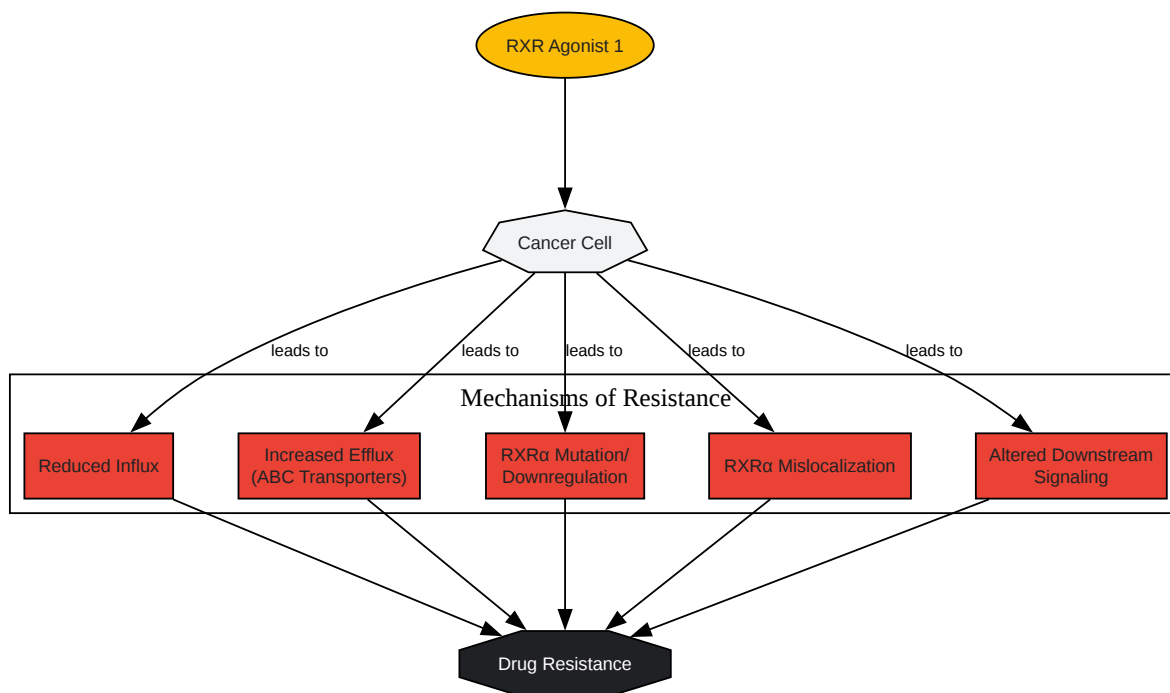 RXR Agonist 1
Cancer Cell
leads to
leads to
leads to
leads to
leads to
Mechanisms of Resistance
Reduced Influx
Increased Efflux
(ABC Transporters)
RXRα Mutation/
Downregulation
RXRα Mislocalization
Altered Downstream
Signaling
Drug Resistance